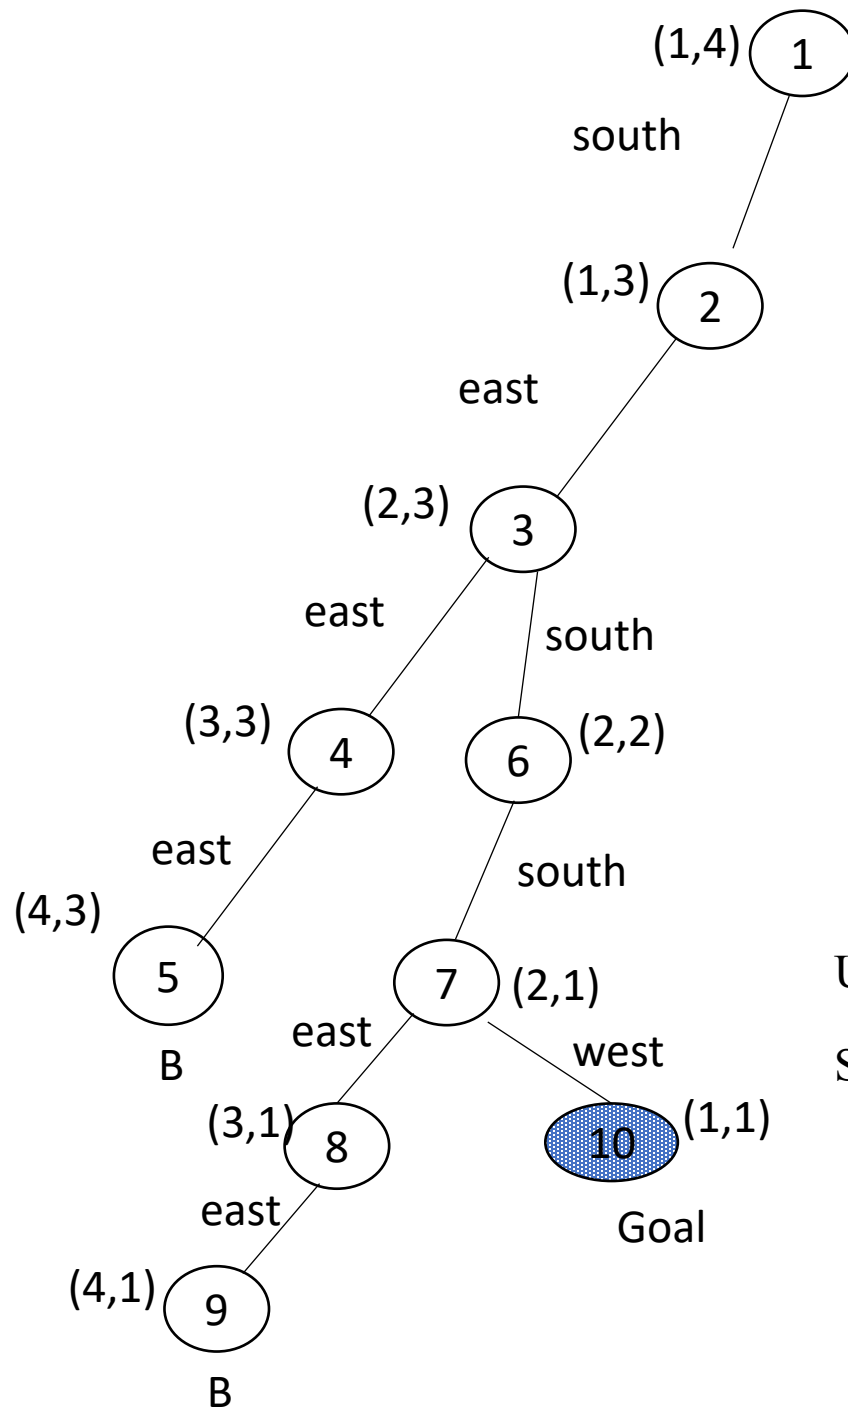 (1,4) 1
south
(1,3) 2
east
(2,3) 3
east south
(3,3) 4 6 (2,2)
east south
(4,3)
5 7 (2,1)
B east west
(3,1) 8 10 (1,1)
east Goal
(4,1) 9
B